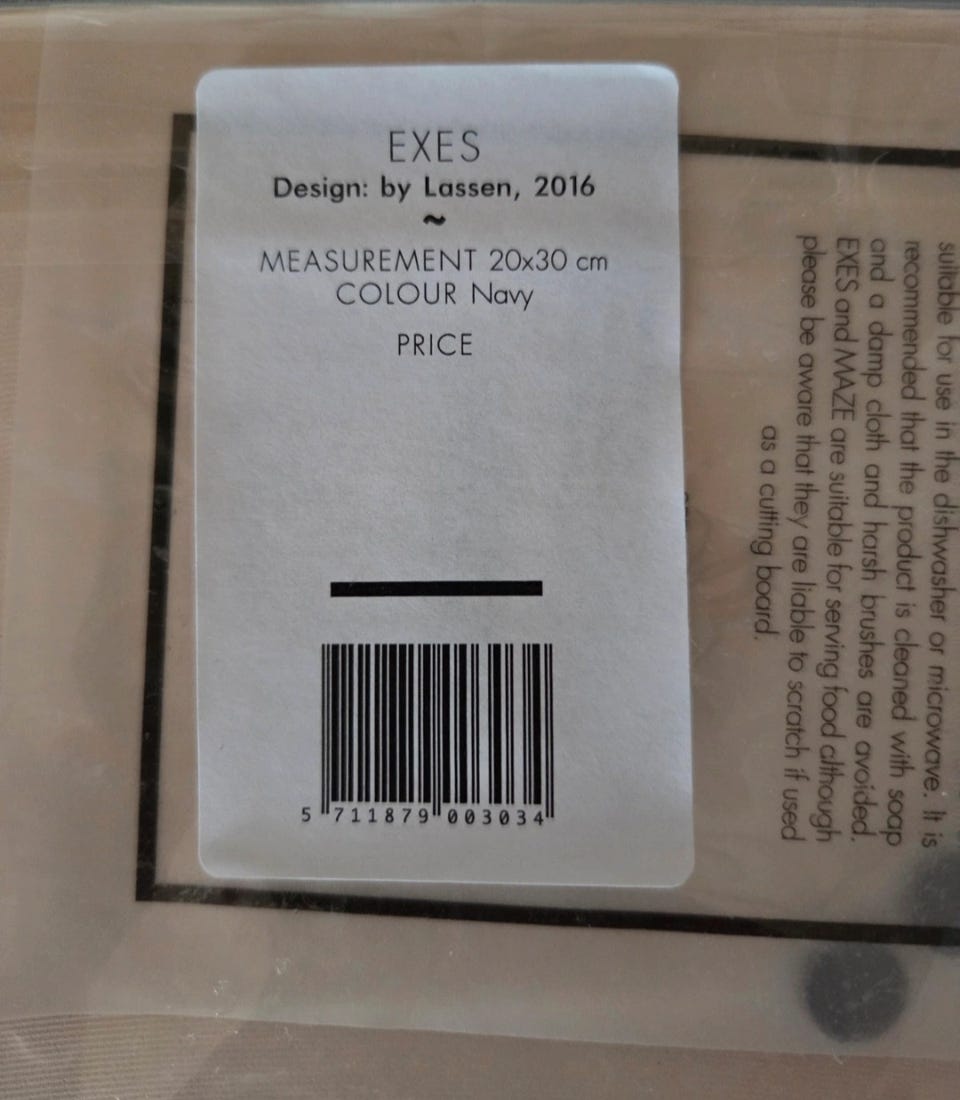 EXES
Design: by Lassen, 2016
~
MEASUREMENT 20x30 cm
COLOUR Navy
PRICE
5 711879 003034
suitable for use in the dishwasher or microwave. It is
recommended that the product is cleaned with soap
and a damp cloth and harsh brushes are avoided.
EXES and MAZE are suitable for serving food although
please be aware that they are liable to scratch if used
as a cutting board.